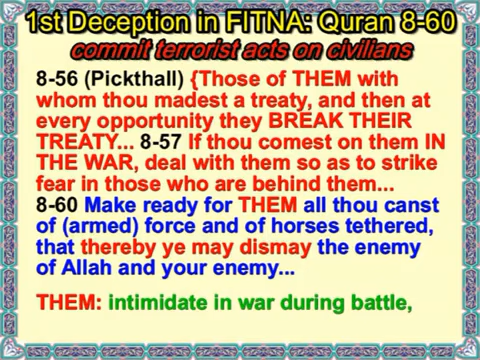 1st Deception in FITNA: Quran 8-60
commit terrorist acts on civilians
8-56 (Pickthall) {Those of THEM with
whom thou madest a treaty, and then at
every opportunity they BREAK THEIR
TREATY... 8-57 If thou comest on them IN
THE WAR, deal with them so as to strike
fear in those who are behind them...
8-60 Make ready for THEM all thou canst
of (armed) force and of horses tethered,
that thereby ye may dismay the enemy
of Allah and your enemy...
THEM: intimidate in war during battle,